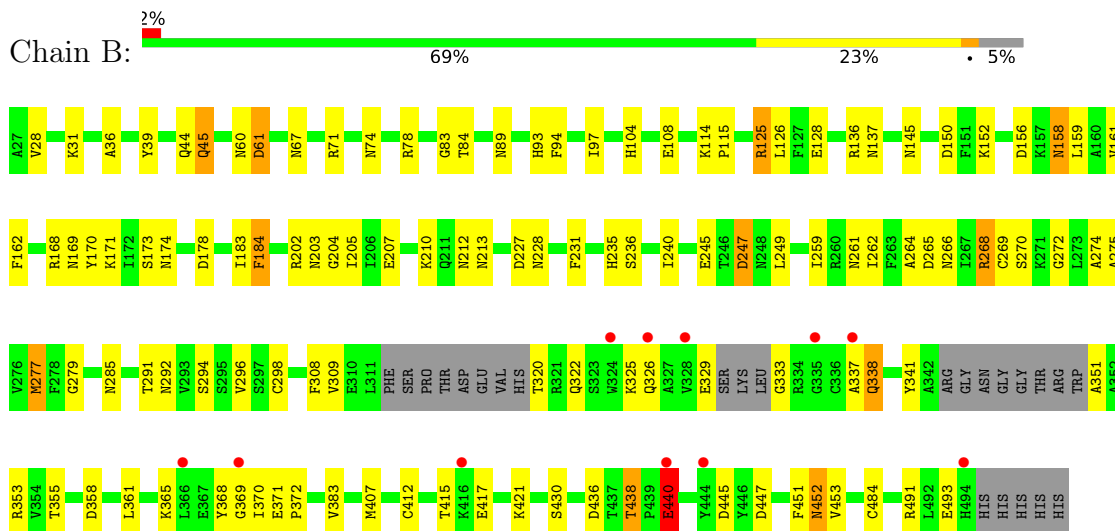 2%
Chain B:
69% 23% • 5%
A27 V28 K31 A36 Y39 Q44 Q45 N60 D61 N67 R71 N74 R78 G83 T84 N89 H93 F94 I97 H104 E108 K114 P115 R125 L126 F127 E128 R136 N137 N145 D150 F151 K152 D156 K157 N158 L159 A160 V161
F162 R168 N169 Y170 K171 I172 S173 N174 D178 I183 F184 R202 N203 G204 I205 I206 E207 K210 Q211 N212 N213 D227 N228 F231 H235 S236 I240 E245 T246 D247 N248 L249 I259 R260 N261 I262 F263 A264 D265 N266 I267 R268 C269 S270 K271 G272 L273 A274 A275
V276 M277 F278 G279 N285 T291 N292 V293 S294 S295 V296 S297 C298 F308 V309 E310 L311 PHE SER PRO THR ASP GLU VAL HIS T320 R321 Q322 S323 W324 K325 Q326 A327 V328 E329 SER LYS LEU G333 R334 G335 C336 A337 Q338 Y341 A342 ARG GLY ASN GLY GLY THR ARG TRP A351 A352
R353 V354 T355 D358 L361 K365 L366 E367 Y368 G369 I370 E371 P372 V383 M407 C412 T415 K416 E417 K421 S430 D436 T437 T438 P439 E440 Y444 D445 Y446 D447 F451 N452 V453 C484 R491 L492 E493 H494 HIS HIS HIS HIS HIS